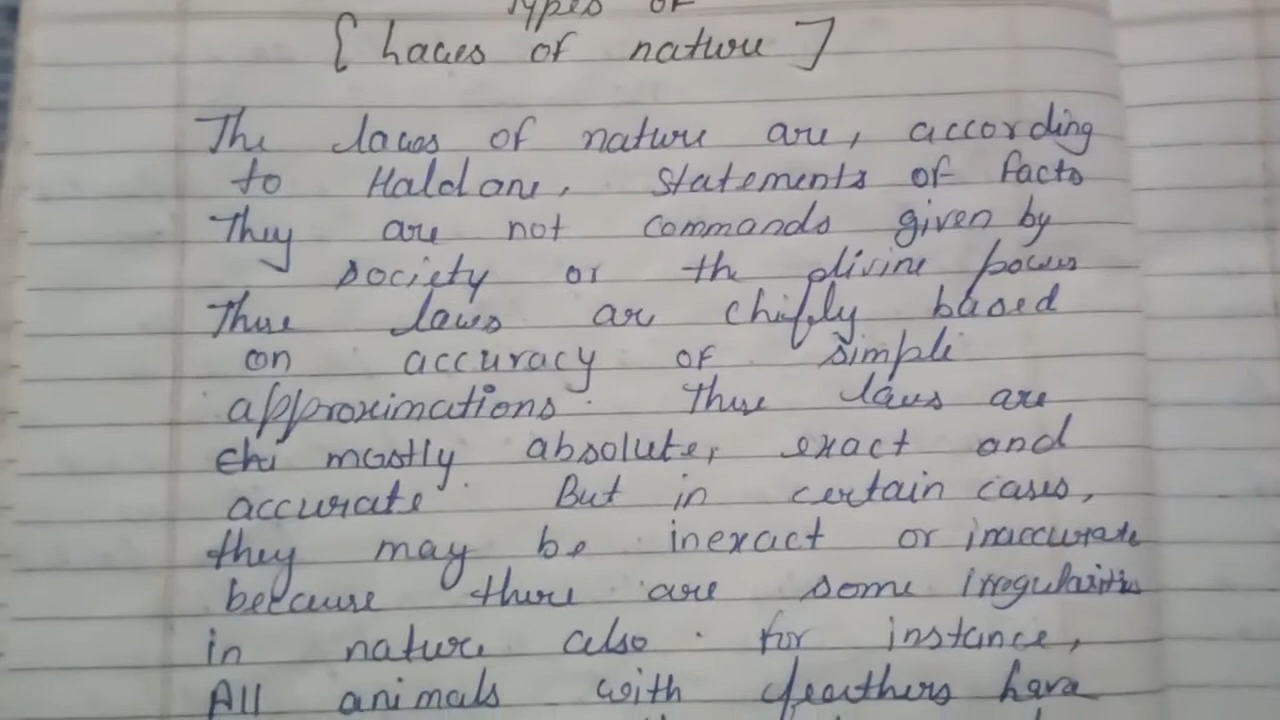 Types of
[ Laws of nature ]
The laws of nature are, according
to Haldane, statements of facts
They are not commands given by
society or the divine power
These laws are chiefly based
on accuracy of simple
approximations. These laws are
chi mostly absolute, exact and
accurate. But in certain cases,
they may be inexact or inaccurate
because there are some irregularities
in nature also. for instance,
All animals with feathers have